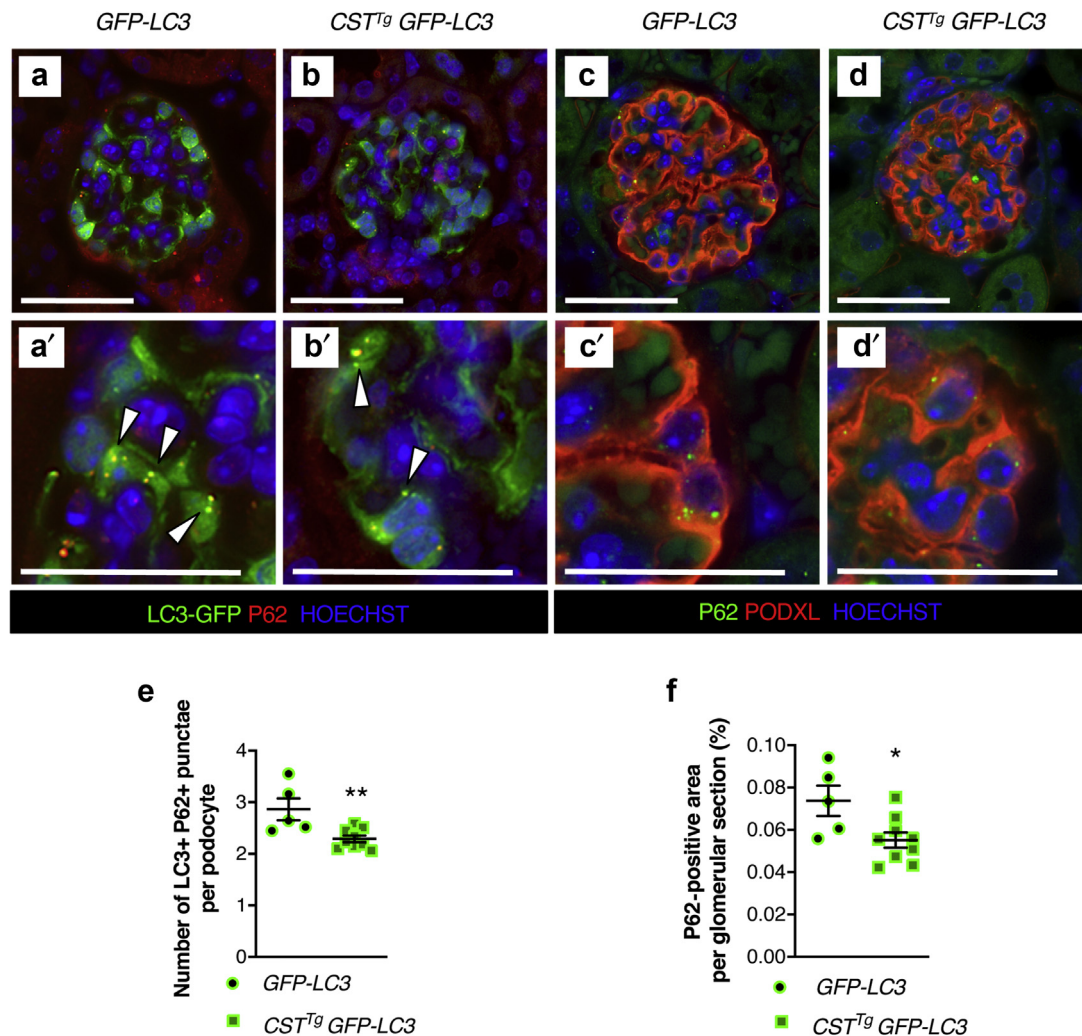 GFP-LC3 CSTᵀᵍ GFP-LC3 GFP-LC3 CSTᵀᵍ GFP-LC3
a b c d
a′ b′ c′ d′
LC3-GFP P62 HOECHST P62 PODXL HOECHST
e
Number of LC3+ P62+ punctae
per podocyte
4
3
2
1
0
**
GFP-LC3
CSTᵀᵍ GFP-LC3
f
P62-positive area
per glomerular section (%)
0.10
0.08
0.06
0.04
0.02
0.00
*
GFP-LC3
CSTᵀᵍ GFP-LC3